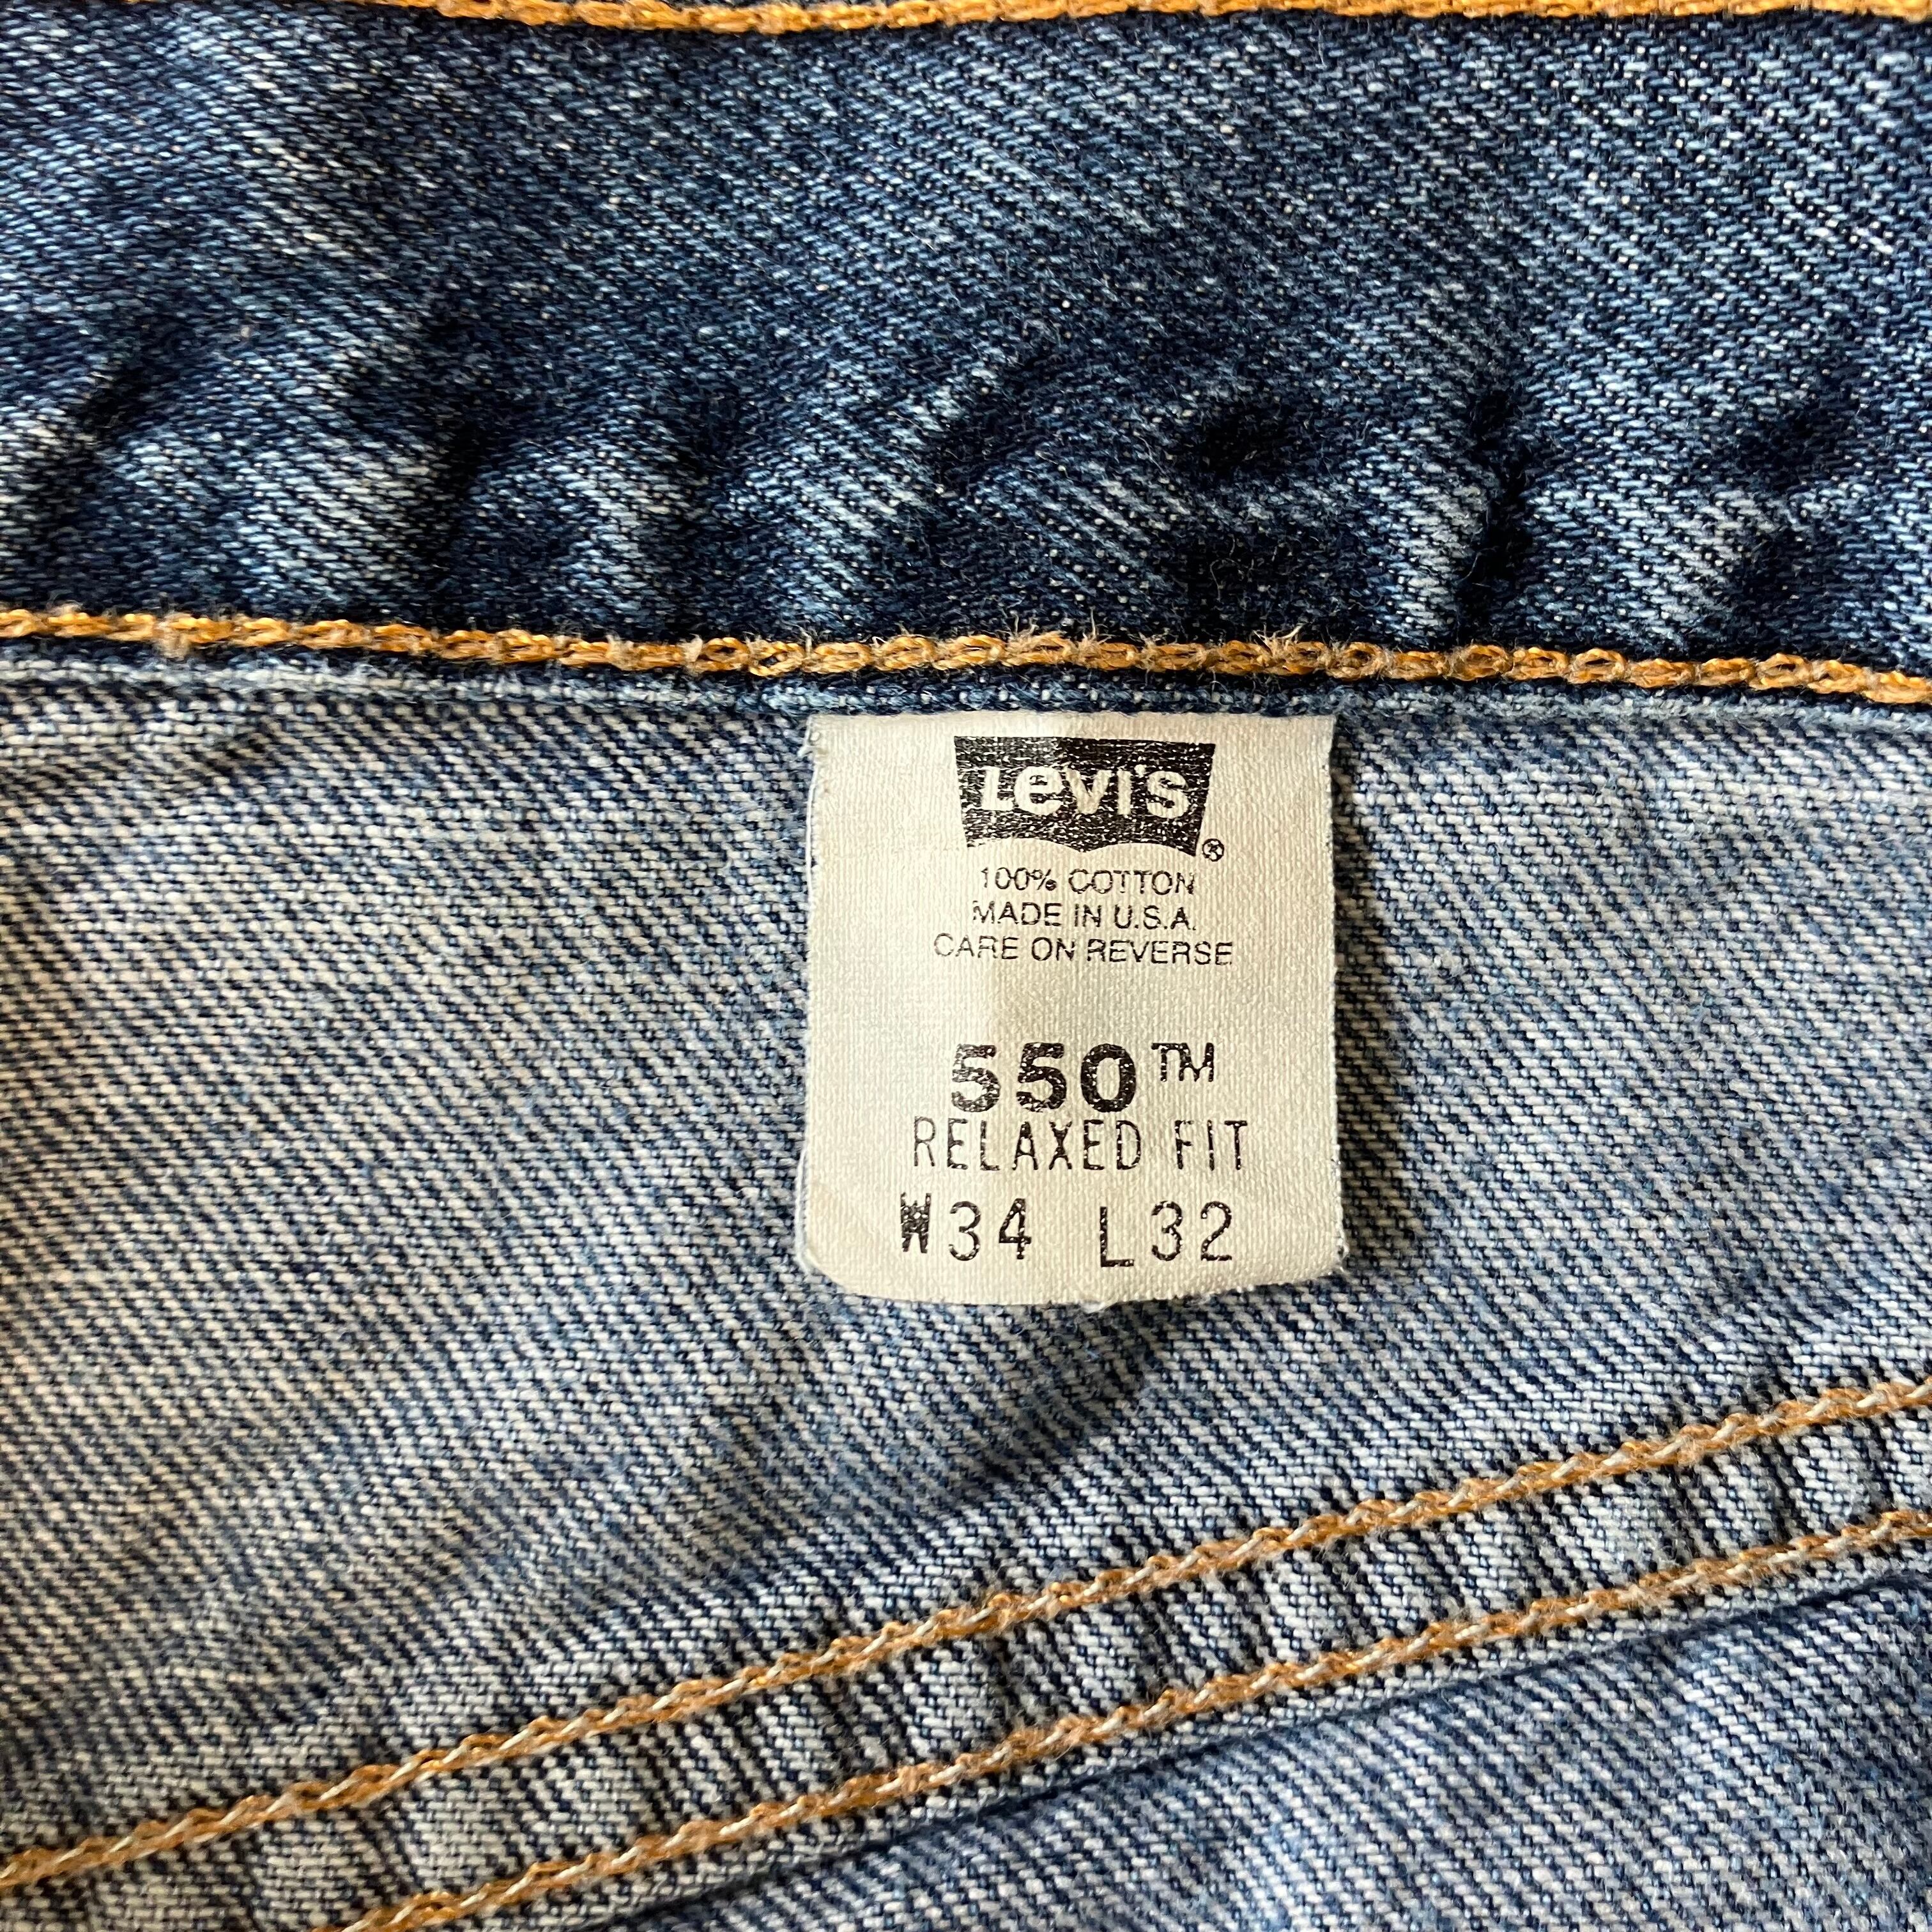 Levi's®
100% COTTON
MADE IN U.S.A.
CARE ON REVERSE
550™
RELAXED FIT
W34 L32